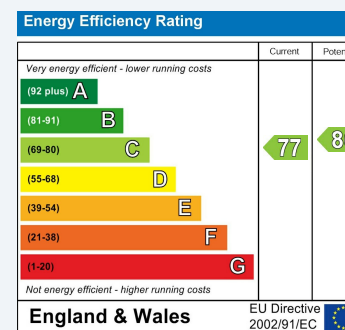 Energy Efficiency Rating
Current
Very energy efficient - lower running costs
(92 plus) A
(81-91) B
(69-80) C
77
(55-68) D
(39-54) E
(21-38) F
(1-20) G
Not energy efficient - higher running costs
England & Wales
EU Directive
2002/91/EC